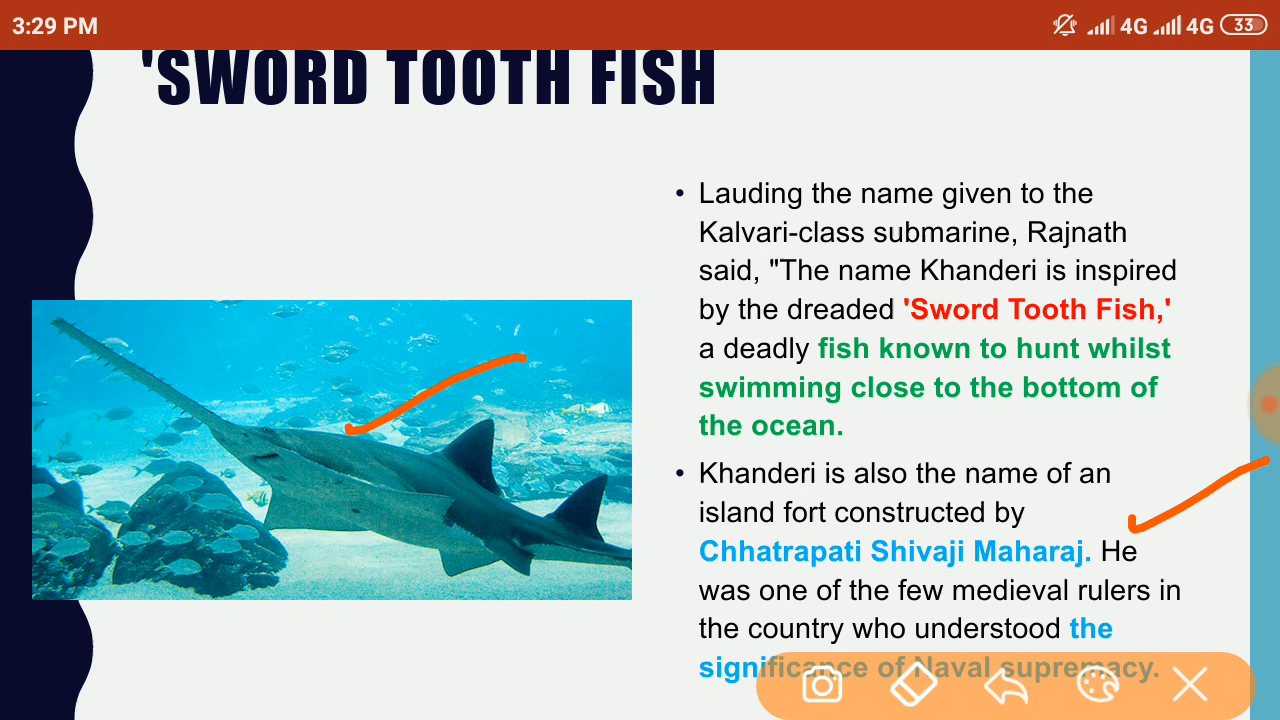 3:29 PM 4G 4G 33
'SWORD TOOTH FISH
• Lauding the name given to the
Kalvari-class submarine, Rajnath
said, "The name Khanderi is inspired
by the dreaded 'Sword Tooth Fish,'
a deadly fish known to hunt whilst
swimming close to the bottom of
the ocean.
• Khanderi is also the name of an
island fort constructed by
Chhatrapati Shivaji Maharaj. He
was one of the few medieval rulers in
the country who understood the
significance of Naval supremacy.